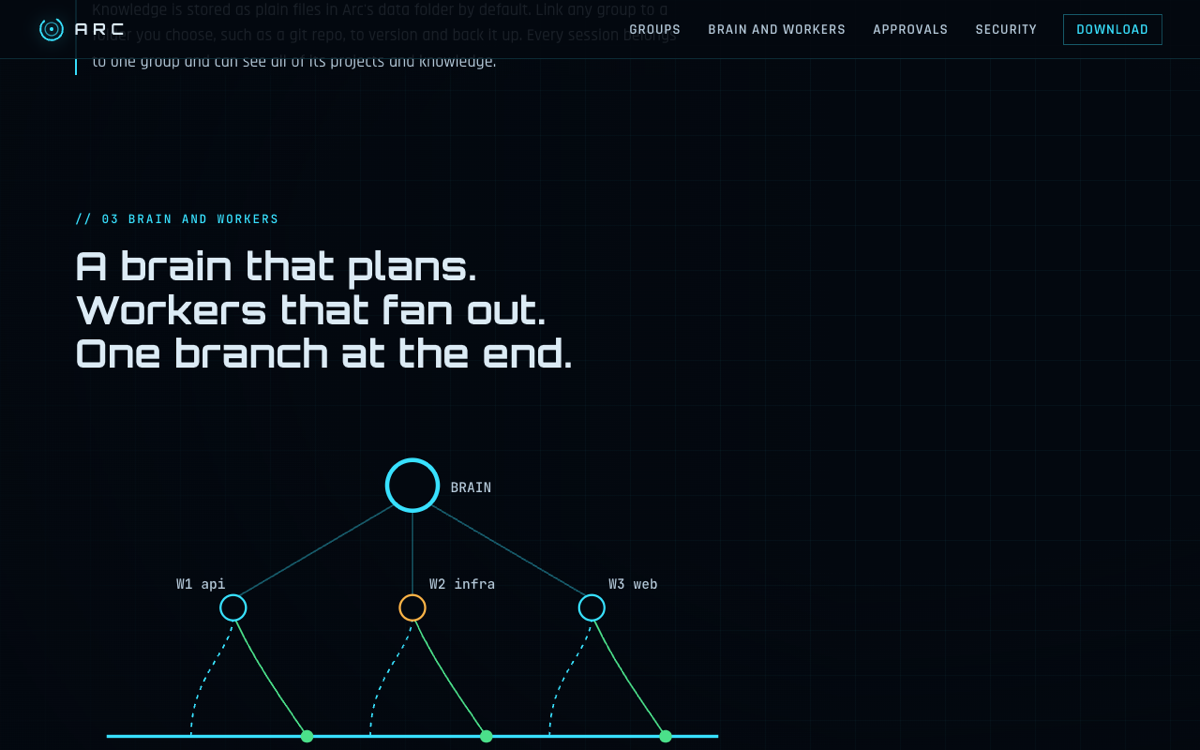 Knowledge is stored as plain files in Arc's data folder by default. Link any group to a
folder you choose, such as a git repo, to version and back it up. Every session belongs
to one group and can see all of its projects and knowledge.
ARC
GROUPS
BRAIN AND WORKERS
APPROVALS
SECURITY
DOWNLOAD
// 03 BRAIN AND WORKERS
A brain that plans.
Workers that fan out.
One branch at the end.
BRAIN
W1 api
W2 infra
W3 web